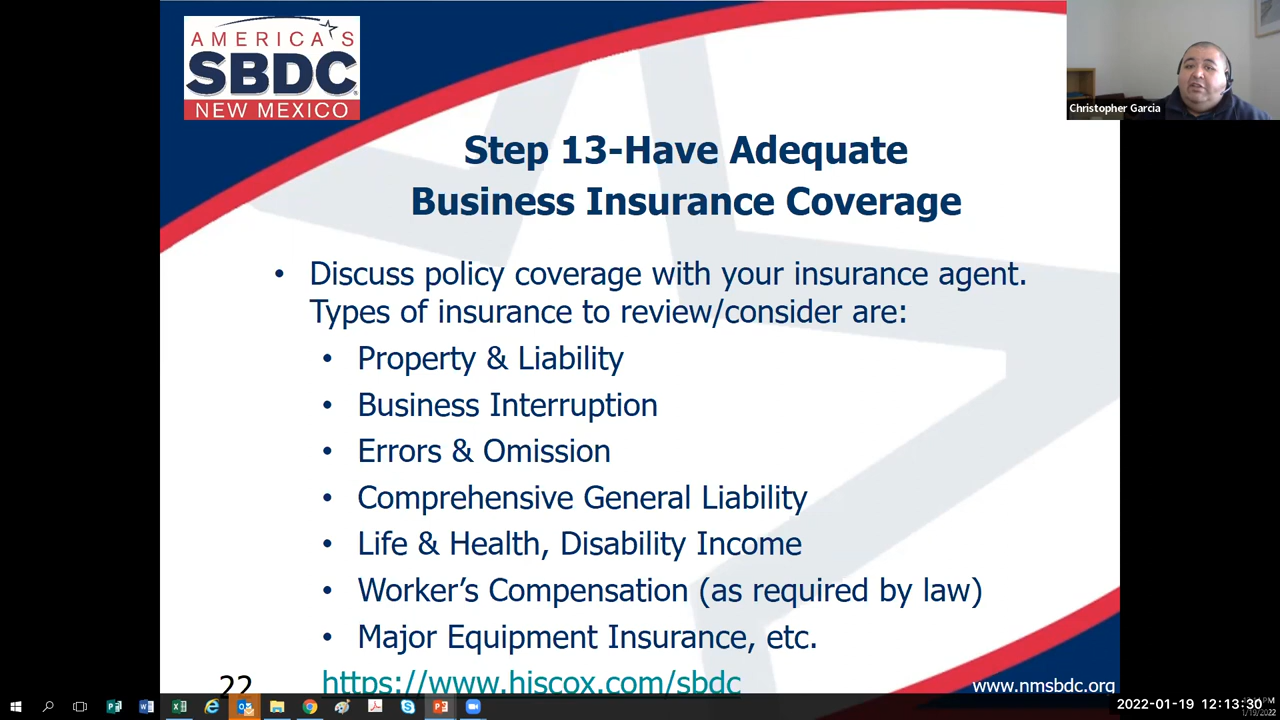 AMERICA'S
SBDC
NEW MEXICO
Christopher Garcia
Step 13-Have Adequate
Business Insurance Coverage
• Discuss policy coverage with your insurance agent.
Types of insurance to review/consider are:
• Property & Liability
• Business Interruption
• Errors & Omission
• Comprehensive General Liability
• Life & Health, Disability Income
• Worker’s Compensation (as required by law)
• Major Equipment Insurance, etc.
22
https://www.hiscox.com/sbdc
www.nmsbdc.org
2022-01-19 12:13:30